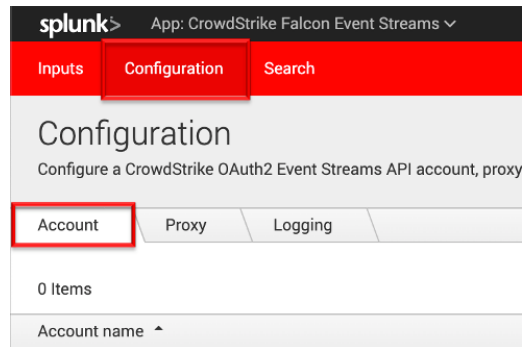 splunk> App: CrowdStrike Falcon Event Streams
Inputs Configuration Search
Configuration
Configure a CrowdStrike OAuth2 Event Streams API account, proxy
Account Proxy Logging
0 Items
Account name